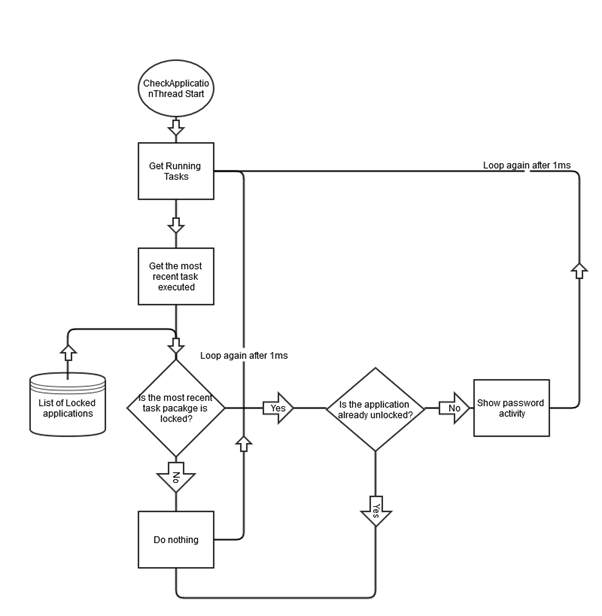 CheckApplicatio
nThread Start
Get Running
Tasks
Loop again after 1ms
Get the most
recent task
executed
Loop again after 1ms
List of Locked
applications
Is the most recent
task pacakge is
locked?
Yes
Is the application
already unlocked?
No
Show password
activity
No
Yes
Do nothing